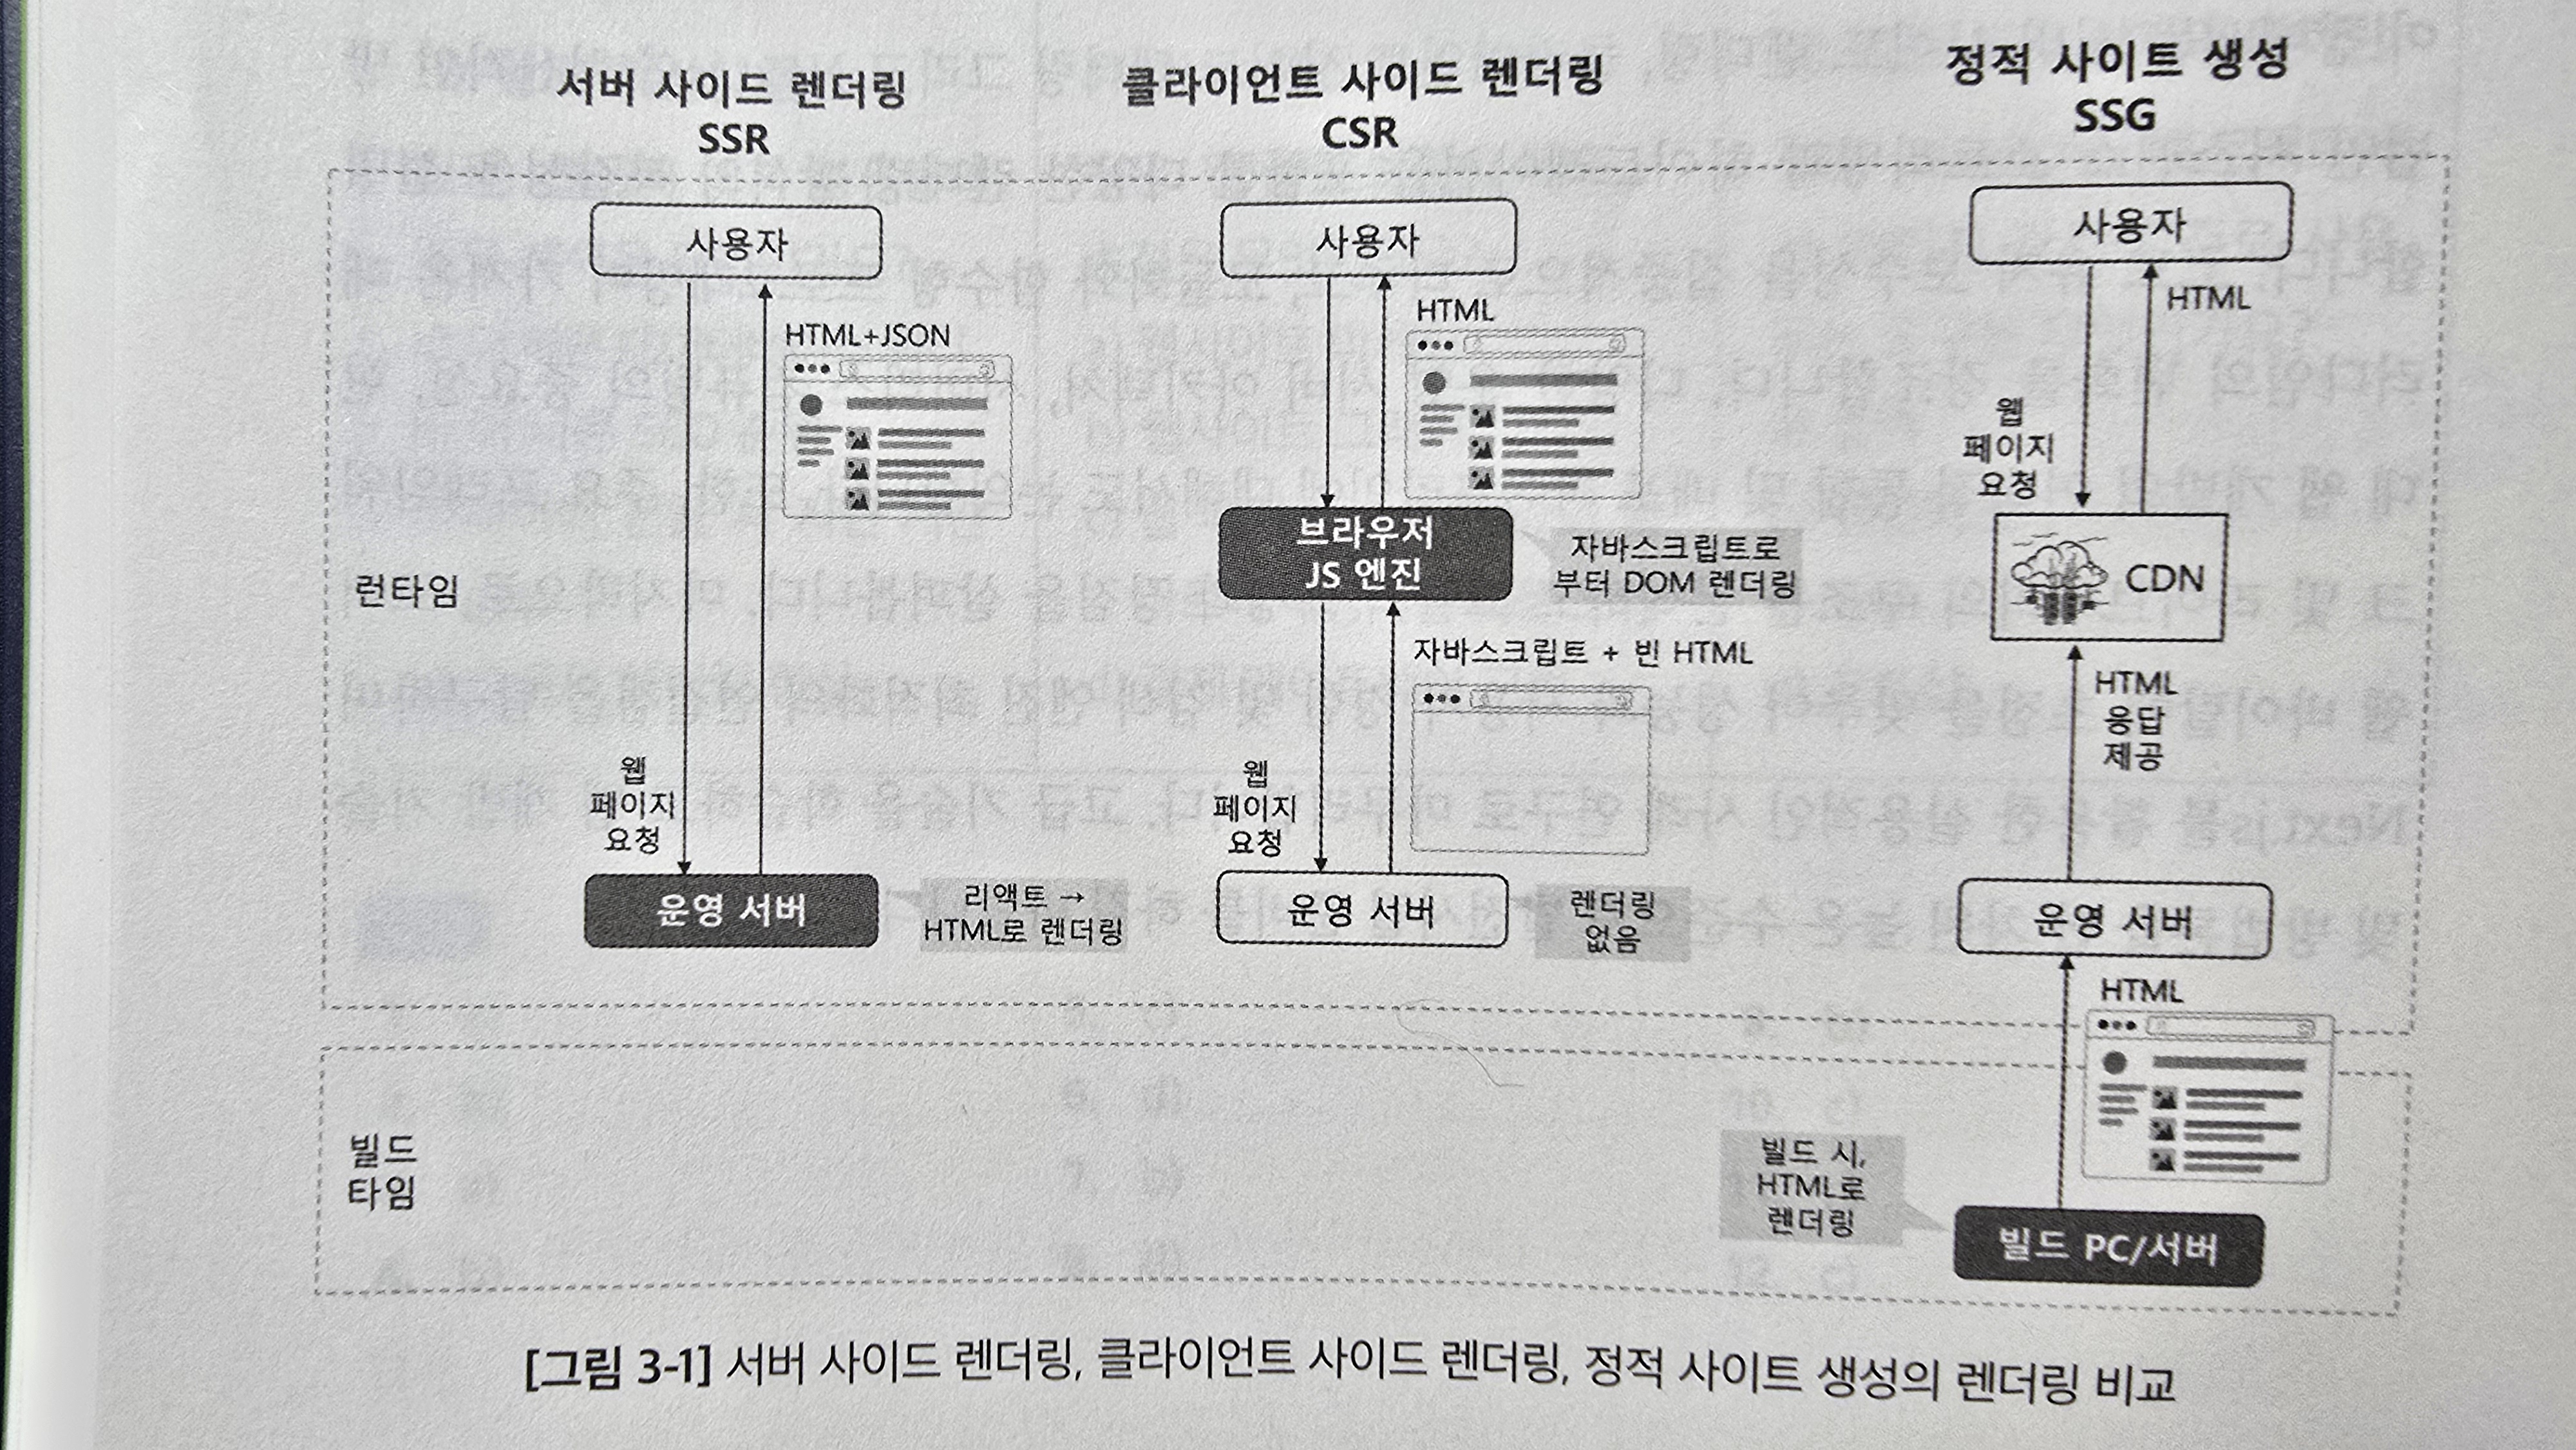 서버 사이드 렌더링
SSR
클라이언트 사이드 렌더링
CSR
정적 사이트 생성
SSG
런타임
사용자
HTML+JSON
웹
페이지
요청
운영 서버
리액트 →
HTML로 렌더링
사용자
HTML
브라우저
JS 엔진
자바스크립트로
부터 DOM 렌더링
자바스크립트 + 빈 HTML
웹
페이지
요청
운영 서버
렌더링
없음
사용자
HTML
웹
페이지
요청
CDN
HTML
응답
제공
운영 서버
HTML
빌드
타임
빌드 시,
HTML로
렌더링
빌드 PC/서버
[그림 3-1] 서버 사이드 렌더링, 클라이언트 사이드 렌더링, 정적 사이트 생성의 렌더링 비교